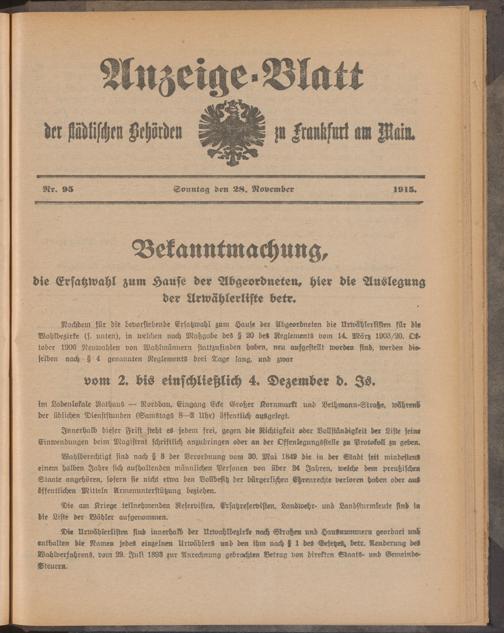 Anzeige-Blatt
der städtischen Behörden zu Frankfurt am Main.
Nr. 95 Sonntag den 28. November 1915.
Bekanntmachung,
die Ersatzwahl zum Hause der Abgeordneten, hier die Auslegung
der Urwählerliste betr.
Nachdem für die bevorstehende Ersatzwahl zum Hause der Abgeordneten die Urwählerlisten für die
Wahlbezirke (s. unten), in welchen nach Maßgabe des § 20 des Reglements vom 14. März 1903/20. Ok-
tober 1906 Neuwahlen von Wahlmännern stattzufinden haben, neu aufgestellt worden sind, werden die-
selben nach § 4 genannten Reglements drei Tage lang, und zwar
vom 2. bis einschließlich 4. Dezember d. Js.
im Ladenlokale Rathaus — Nordbau, Eingang Ecke Großer Kornmarkt und Bethmann-Straße, während
der üblichen Dienststunden (Samstags 8—3 Uhr) öffentlich ausgelegt.
Innerhalb dieser Frist steht es jedem frei, gegen die Richtigkeit oder Vollständigkeit der Liste seine
Einwendungen beim Magistrat schriftlich anzubringen oder an der Offenlegungsstelle zu Protokoll zu geben.
Wahlberechtigt sind nach § 8 der Verordnung vom 30. Mai 1849 die in der Stadt seit mindestens
einem halben Jahre sich aufhaltenden männlichen Personen von über 24 Jahren, welche dem preußischen
Staate angehören, sofern sie nicht etwa den Vollbesitz der bürgerlichen Ehrenrechte verloren haben oder aus
öffentlichen Mitteln Armenunterstützung beziehen.
Die am Kriege teilnehmenden Reservisten, Ersatzreservisten, Landwehr- und Landsturmleute sind in
die Liste der Wähler aufgenommen.
Die Urwählerlisten sind innerhalb der Urwahlbezirke nach Straßen und Hausnummern geordnet und
enthalten die Namen jedes einzelnen Urwählers und den ihm nach § 1 des Gesetzes, betr. Aenderung des
Wahlverfahrens, vom 29. Juli 1893 zur Anrechnung gebrachten Betrag von direkten Staats- und Gemeinde-
Steuern.